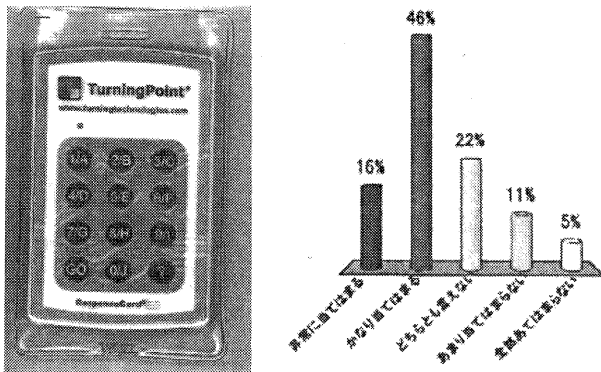 TurningPoint®
www.turningtechnologies.com
1/A 2/B 3/C
4/D 5/E 6/F
7/G 8/H 9/I
GO 0/J ?
ResponseCard
16%
46%
22%
11%
5%
非常に当てはまる
かなり当てはまる
どちらとも言えない
あまり当てはまらない
全然あてはまらない